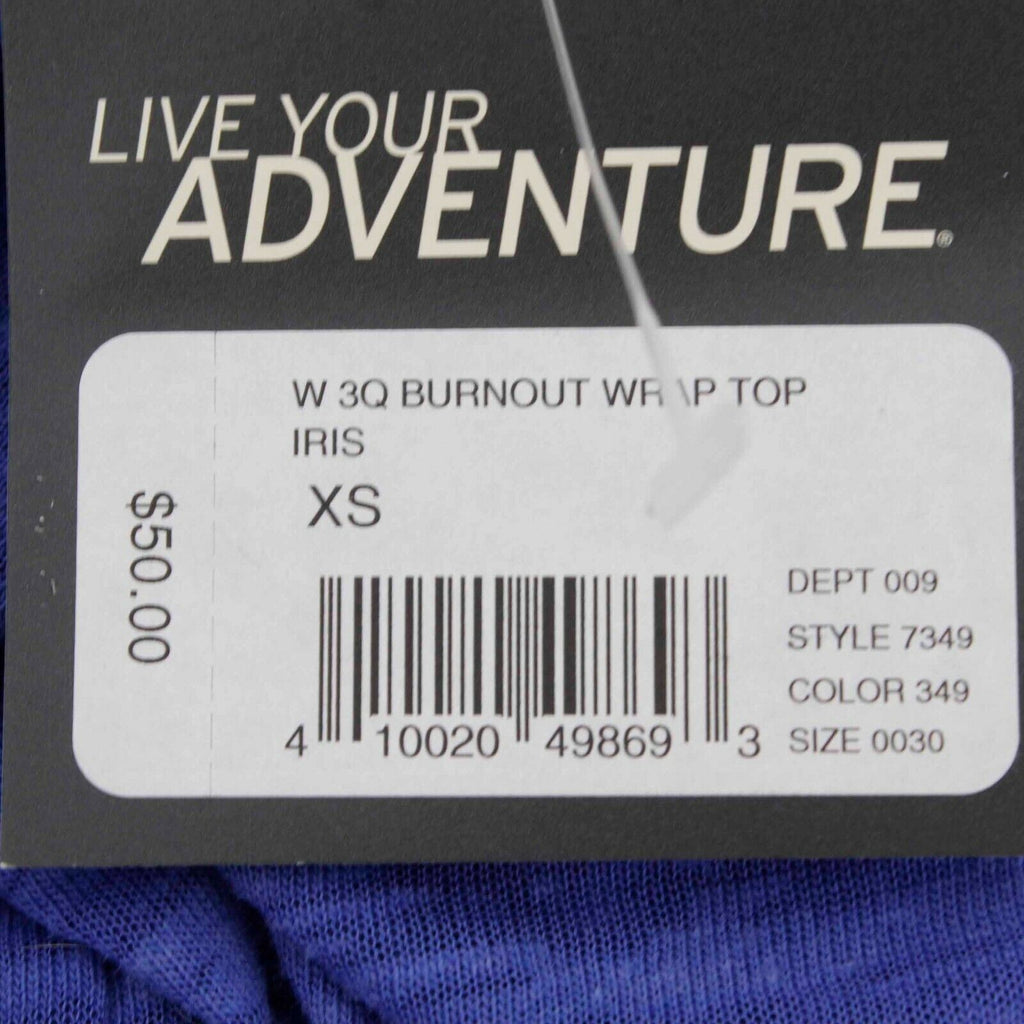 LIVE YOUR
ADVENTURE®
W 3Q BURNOUT WRAP TOP
IRIS
XS
$50.00
DEPT 009
STYLE 7349
COLOR 349
SIZE 0030
4 10020 49869 3